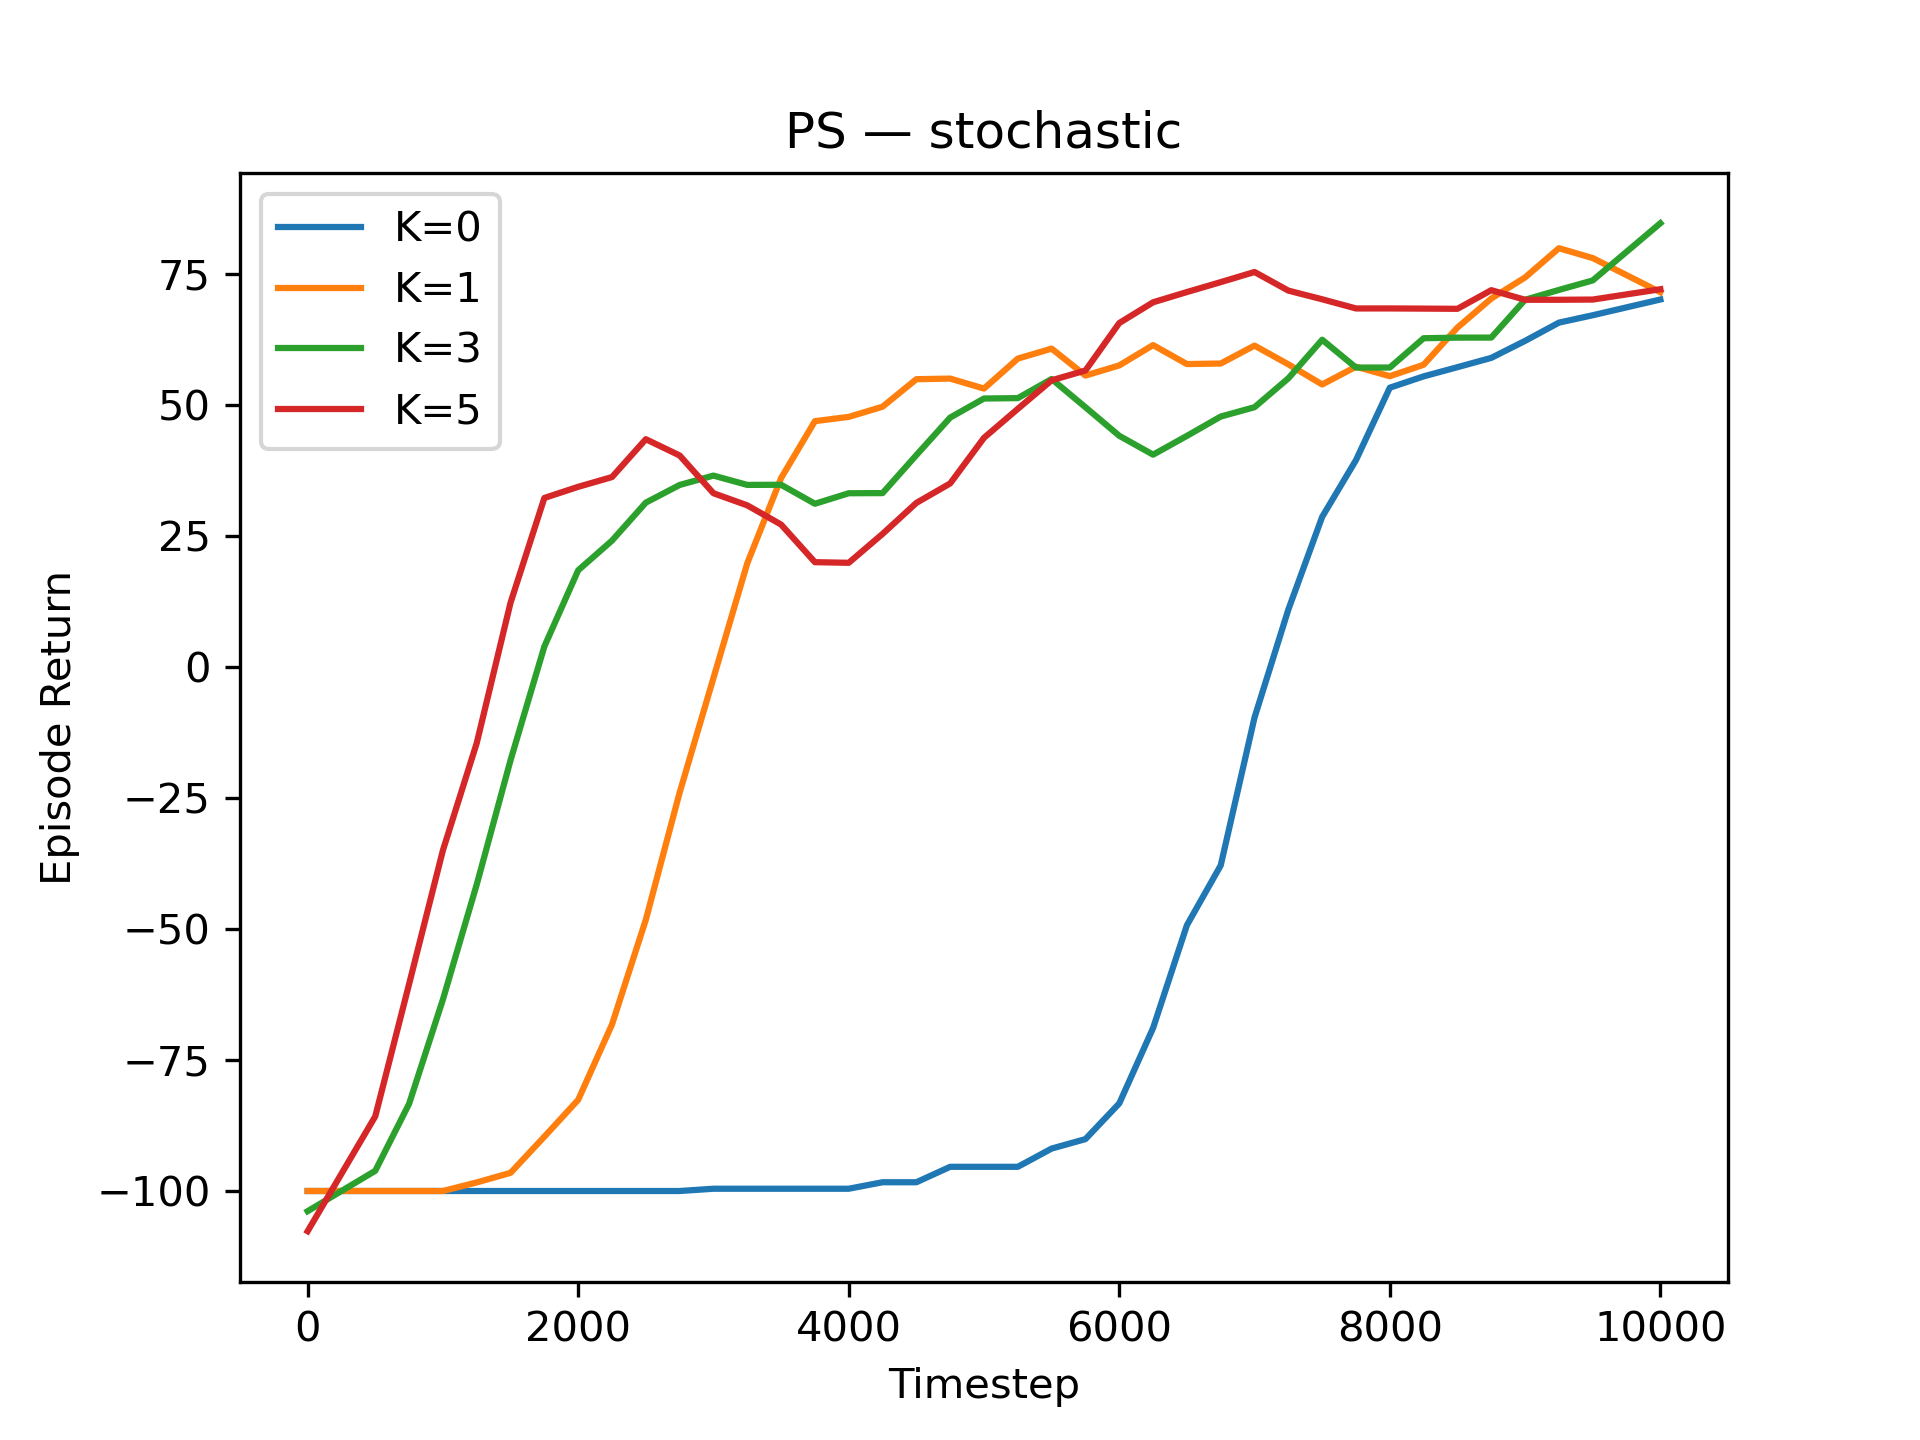 PS — stochastic
K=0
K=1
K=3
K=5
75
50
25
0
−25
−50
−75
−100
Episode Return
0 2000 4000 6000 8000 10000
Timestep